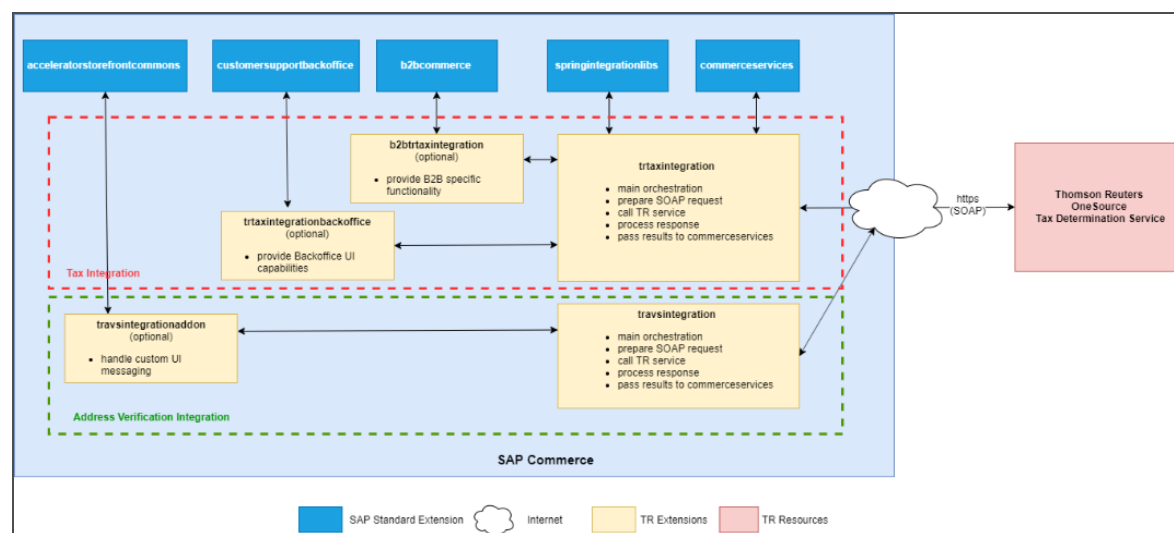 acceleratorstorefrontcommons
customersupportbackoffice
b2bcommerce
springintegrationlibs
commerceservices
b2btrtaxintegration
(optional)
• provide B2B specific
functionality
trtaxintegration
• main orchestration
• prepare SOAP request
• call TR service
• process response
• pass results to commerceservices
trtaxintegrationbackoffice
(optional)
• provide Backoffice UI
capabilities
Tax Integration
https
(SOAP)
Thomson Reuters
OneSource
Tax Determination Service
travsintegrationaddon
(optional)
• handle custom UI
messaging
travsintegration
• main orchestration
• prepare SOAP request
• call TR service
• process response
• pass results to commerceservices
Address Verification Integration
SAP Commerce
SAP Standard Extension
Internet
TR Extensions
TR Resources